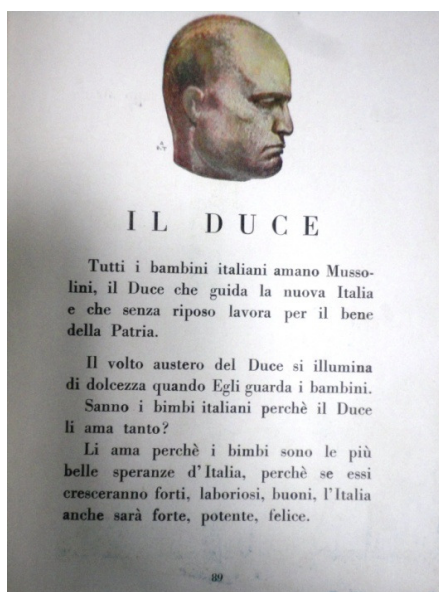 IL DUCE
Tutti i bambini italiani amano Musso-
lini, il Duce che guida la nuova Italia
e che senza riposo lavora per il bene
della Patria.
Il volto austero del Duce si illumina
di dolcezza quando Egli guarda i bambini.
Sanno i bimbi italiani perchè il Duce
li ama tanto?
Li ama perchè i bimbi sono le più
belle speranze d'Italia, perchè se essi
cresceranno forti, laboriosi, buoni, l'Italia
anche sarà forte, potente, felice.
89